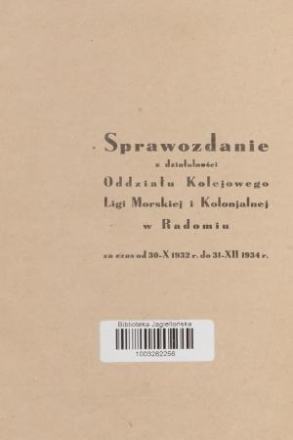 Sprawozdanie
z działalności
Oddziału Kolejowego
Ligi Morskiej i Kolonjalnej
w Radomiu
za czas od 30-X 1932 r. do 31-XII 1934 r.
Biblioteka Jagiellońska
1003282256